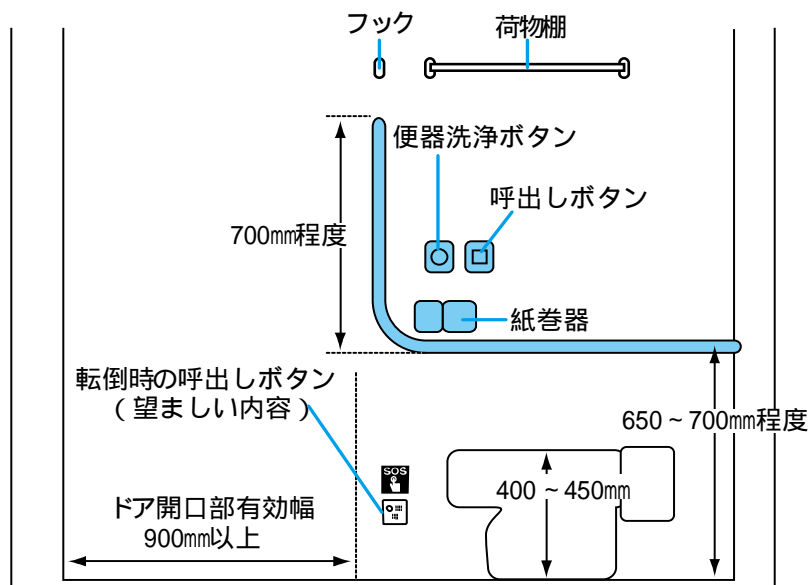 フック
荷物棚
便器洗浄ボタン
呼出しボタン
700㎜程度
紙巻器
転倒時の呼出しボタン
（望ましい内容）
650～700㎜程度
SOS
400～450㎜
ドア開口部有効幅
900㎜以上